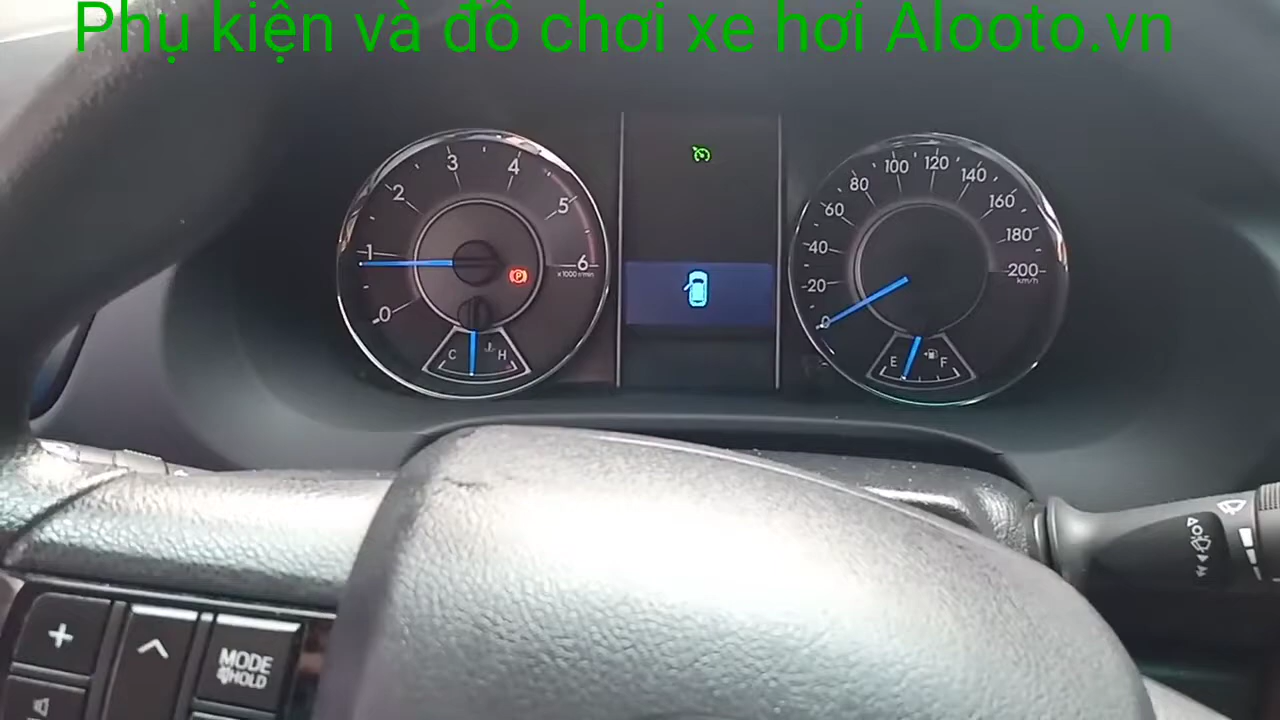 Phụ kiện và đồ chơi xe hơi Alooto.vn
0 1 2 3 4 5 6
x1000 r/min
P
C H
0 20 40 60 80 100 120 140 160 180 200
km/h
E F
+
MODE
HOLD